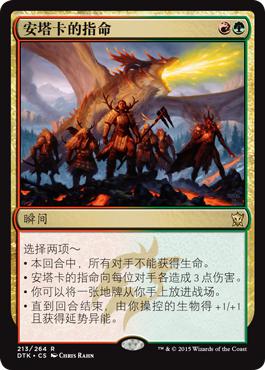 安塔卡的指命
瞬间
选择两项～
• 本回合中，所有对手不能获得生命。
• 安塔卡的指命向每位对手各造成3点伤害。
• 你可以将一张地牌从你手上放进战场。
• 直到回合结束，由你操控的生物得+1/+1
且获得延势异能。
213/264 R
DTK • CS Chris Rahn
™ & © 2015 Wizards of the Coast